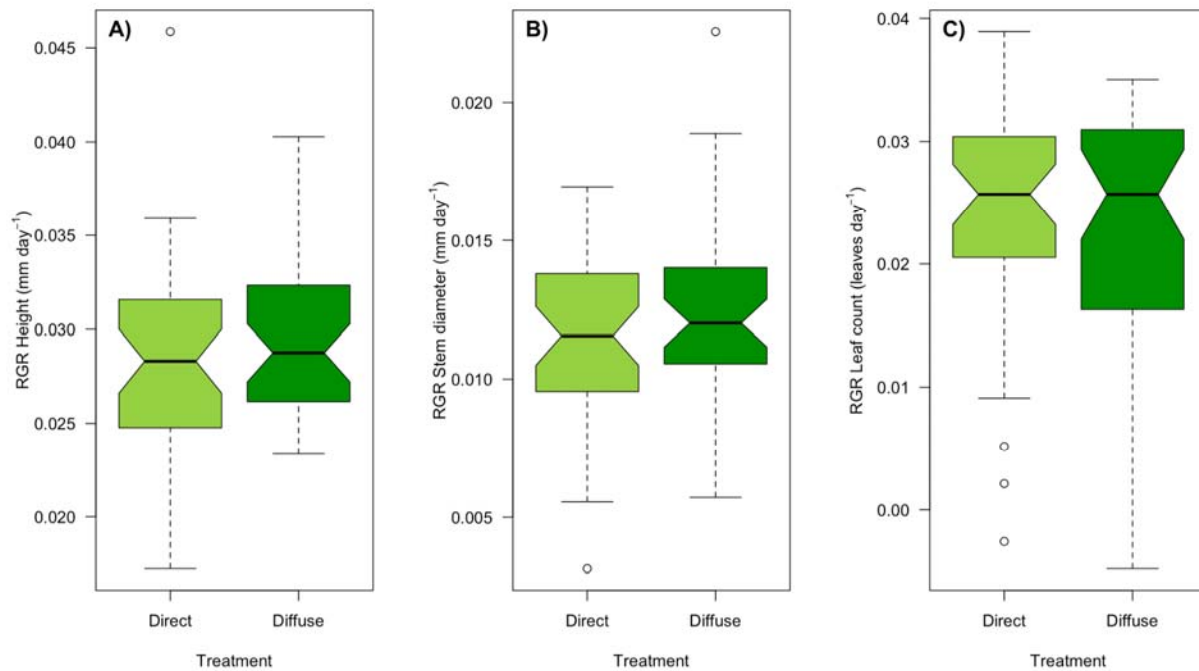 A)
0.045
0.040
0.035
0.030
0.025
0.020
RGR Height (mm day⁻¹)
Direct
Diffuse
Treatment
B)
0.020
0.015
0.010
0.005
RGR Stem diameter (mm day⁻¹)
Direct
Diffuse
Treatment
C)
0.04
0.03
0.02
0.01
0.00
RGR Leaf count (leaves day⁻¹)
Direct
Diffuse
Treatment